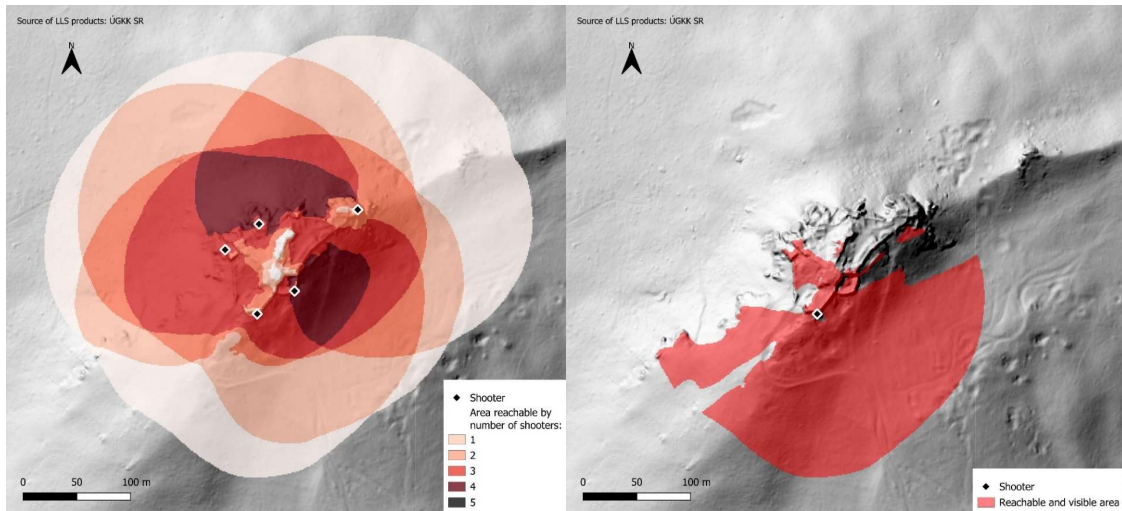 Source of LLS products: ÚGKK SR
N
Shooter
Area reachable by
number of shooters:
1
2
3
4
5
0 50 100 m
Source of LLS products: ÚGKK SR
N
Shooter
Reachable and visible area
0 50 100 m